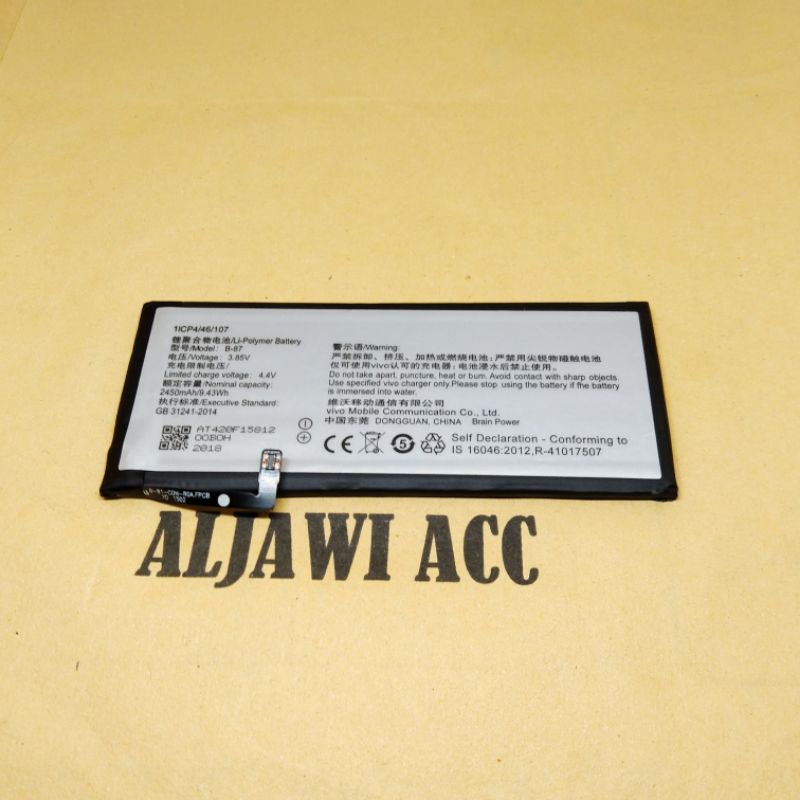 1ICP4/46/107
锂聚合物电池/Li-Polymer Battery
型号/Model: B-87
电压/Voltage: 3.85V
充电限制电压/
Limited charge voltage: 4.4V
额定容量/Nominal capacity:
2450mAh/9.43Wh
执行标准/Executive Standard:
GB 31241-2014
AT420F15812
00B0H
2018
警示语/Warning:
严禁拆卸、挤压、加热或燃烧电池;严禁用尖锐物磁触电池
仅可使用vivo认可的充电器;电池浸水后禁止使用。
Do not take apart, puncture, heat or burn. Avoid contact with sharp objects.
Use specified vivo charger only.Please stop using the battery if the battery
is immersed in water.
维沃移动通信有限公司
vivo Mobile Communication Co., Ltd.
中国东莞 DONGGUAN, CHINA Brain Power
CE 5 Self Declaration - Conforming to
IS 16046:2012,R-41017507
ALJAWI ACC